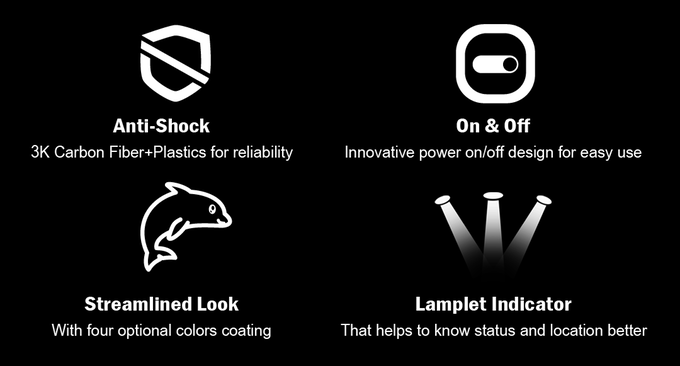 Anti-Shock
3K Carbon Fiber+Plastics for reliability
On & Off
Innovative power on/off design for easy use
Streamlined Look
With four optional colors coating
Lamplet Indicator
That helps to know status and location better